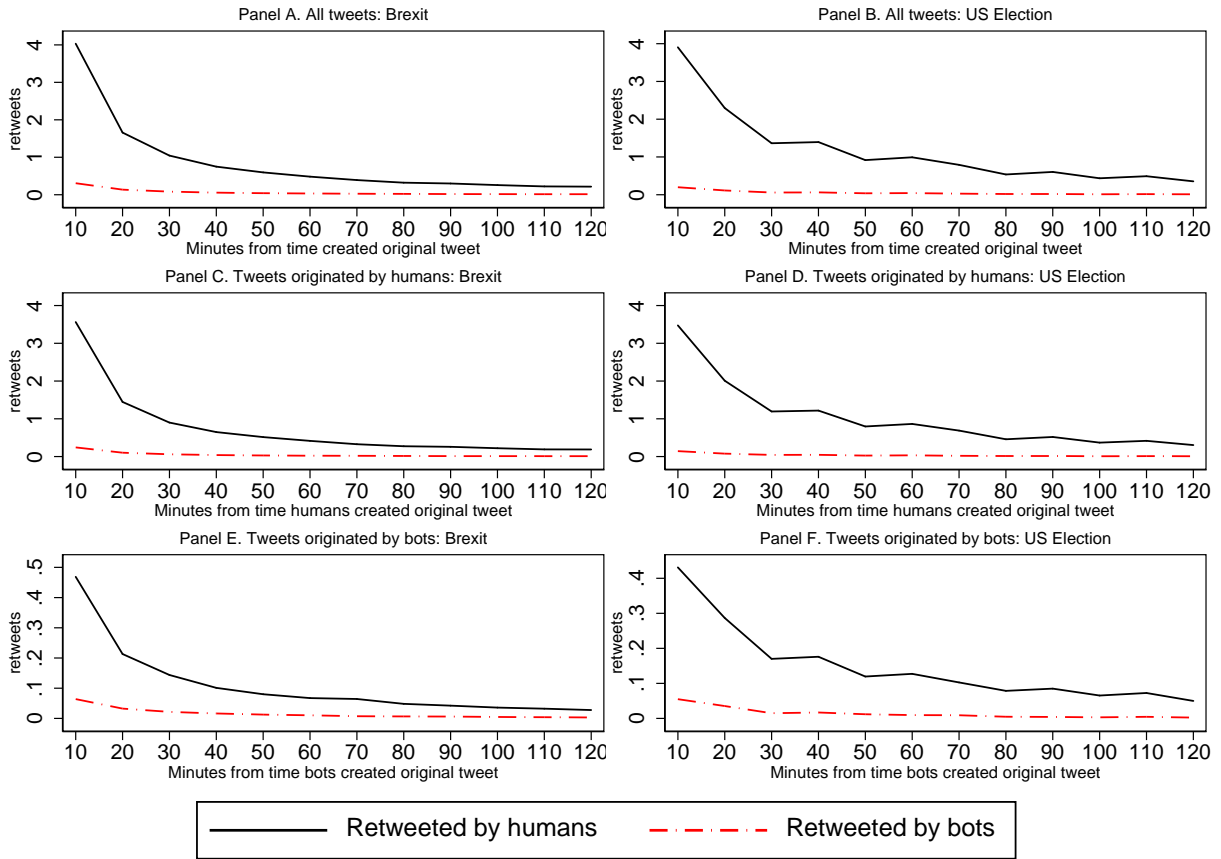 Panel A. All tweets: Brexit
retweets
4
3
2
1
0
10 20 30 40 50 60 70 80 90 100 110 120
Minutes from time created original tweet
Panel B. All tweets: US Election
retweets
4
3
2
1
0
10 20 30 40 50 60 70 80 90 100 110 120
Minutes from time created original tweet
Panel C. Tweets originated by humans: Brexit
retweets
4
3
2
1
0
10 20 30 40 50 60 70 80 90 100 110 120
Minutes from time humans created original tweet
Panel D. Tweets originated by humans: US Election
retweets
4
3
2
1
0
10 20 30 40 50 60 70 80 90 100 110 120
Minutes from time humans created original tweet
Panel E. Tweets originated by bots: Brexit
retweets
.5
.4
.3
.2
.1
0
10 20 30 40 50 60 70 80 90 100 110 120
Minutes from time bots created original tweet
Panel F. Tweets originated by bots: US Election
retweets
.4
.3
.2
.1
0
10 20 30 40 50 60 70 80 90 100 110 120
Minutes from time bots created original tweet
Retweeted by humans Retweeted by bots